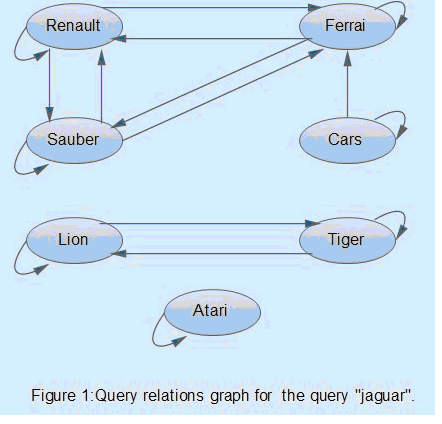 Renault
Ferrai
Sauber
Cars
Lion
Tiger
Atari
Figure 1:Query relations graph for the query "jaguar".